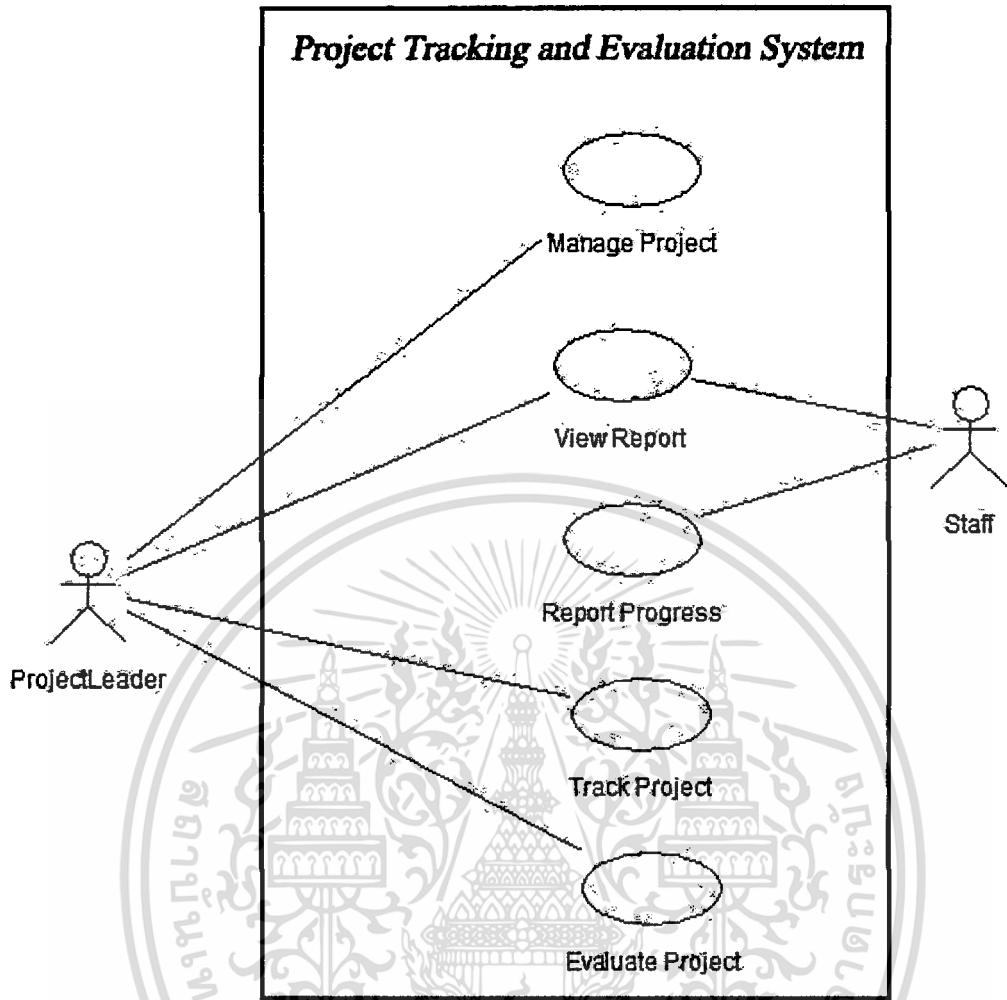 Project Tracking and Evaluation System
Manage Project
View Report
Staff
Report Progress
ProjectLeader
Track Project
Evaluate Project